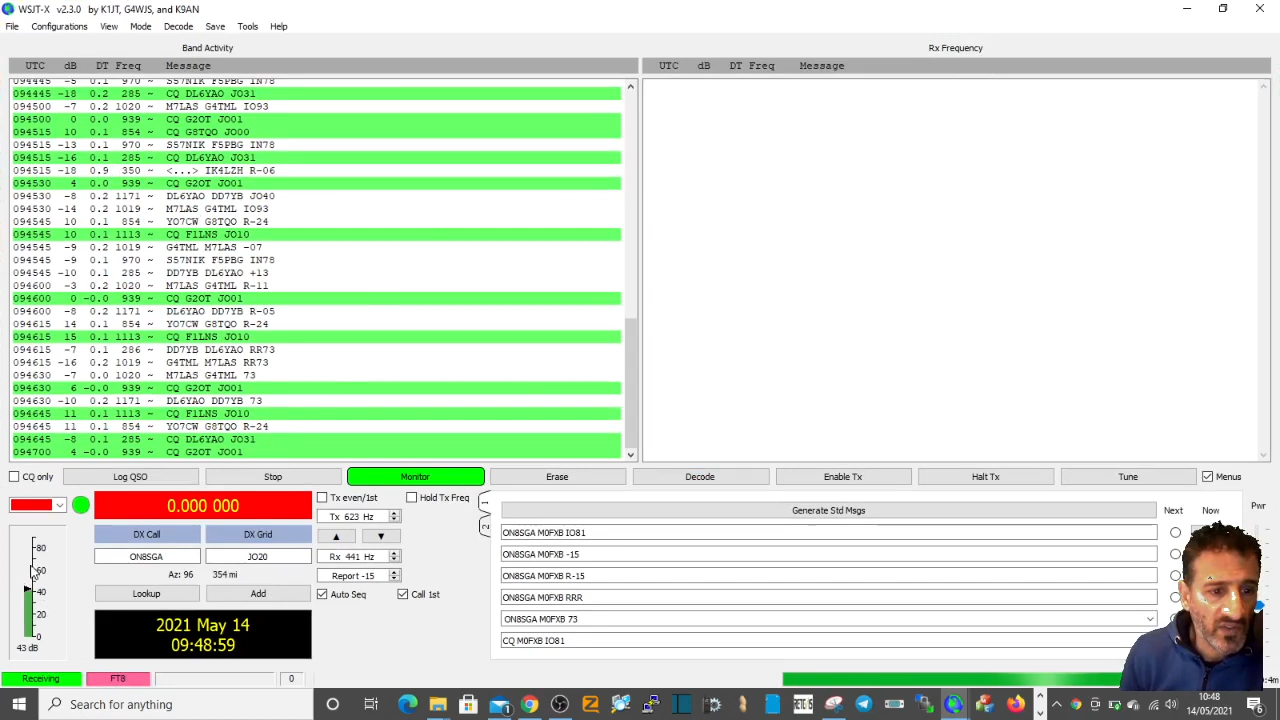 WSJT-X v2.3.0 by K1JT, G4WJS, and K9AN
File Configurations View Mode Decode Save Tools Help
Band Activity
UTC dB DT Freq Message
094445 -5 0.1 970 ~ S57NIK F5PBG IN78
094445 -18 0.2 285 ~ CQ DL6YAO JO31
094500 -7 0.2 1020 ~ M7LAS G4TML IO93
094500 0 0.0 939 ~ CQ G2OT JO01
094515 10 0.1 854 ~ CQ G8TQO JO00
094515 -13 0.1 970 ~ S57NIK F5PBG IN78
094515 -16 0.1 285 ~ CQ DL6YAO JO31
094515 -18 0.9 350 ~ <...> IK4LZH R-06
094530 4 0.0 939 ~ CQ G2OT JO01
094530 -8 0.2 1171 ~ DL6YAO DD7YB JO40
094530 -14 0.2 1019 ~ M7LAS G4TML IO93
094545 10 0.1 854 ~ YO7CW G8TQO R-24
094545 10 0.1 1113 ~ CQ F1LNS JO10
094545 -9 0.2 1019 ~ G4TML M7LAS -07
094545 -9 0.1 970 ~ S57NIK F5PBG IN78
094545 -10 0.2 285 ~ DD7YB DL6YAO +13
094600 -3 0.2 1020 ~ M7LAS G4TML R-11
094600 0 -0.0 939 ~ CQ G2OT JO01
094600 -8 0.2 1171 ~ DL6YAO DD7YB R-05
094615 14 0.1 854 ~ YO7CW G8TQO R-24
094615 15 0.1 1113 ~ CQ F1LNS JO10
094615 -7 0.1 286 ~ DD7YB DL6YAO RR73
094615 -16 0.2 1019 ~ G4TML M7LAS RR73
094630 -7 0.0 1020 ~ M7LAS G4TML 73
094630 6 -0.0 939 ~ CQ G2OT JO01
094630 -10 0.2 1171 ~ DL6YAO DD7YB 73
094645 11 0.1 1113 ~ CQ F1LNS JO10
094645 11 0.1 854 ~ YO7CW G8TQO R-24
094645 -8 0.1 285 ~ CQ DL6YAO JO31
094700 4 -0.0 939 ~ CQ G2OT JO01
Rx Frequency
UTC dB DT Freq Message
CQ only Log QSO Stop Monitor Erase Decode Enable Tx Halt Tx Tune Menus
0.000 000
Tx even/1st Hold Tx Freq
Tx 623 Hz
DX Call DX Grid
▲ ▼
ON8SGA JO20
Rx 441 Hz
Az: 96 354 mi
Report -15
Lookup Add
Auto Seq Call 1st
2021 May 14
09:48:59
80
60
40
20
0
43 dB
1
2
Generate Std Msgs Next Now Pwr
ON8SGA M0FXB IO81
ON8SGA M0FXB -15
ON8SGA M0FXB R-15
ON8SGA M0FXB RRR
ON8SGA M0FXB 73
CQ M0FXB IO81
Receiving FT8 0
Type here to search
10:48
14/05/2021
6